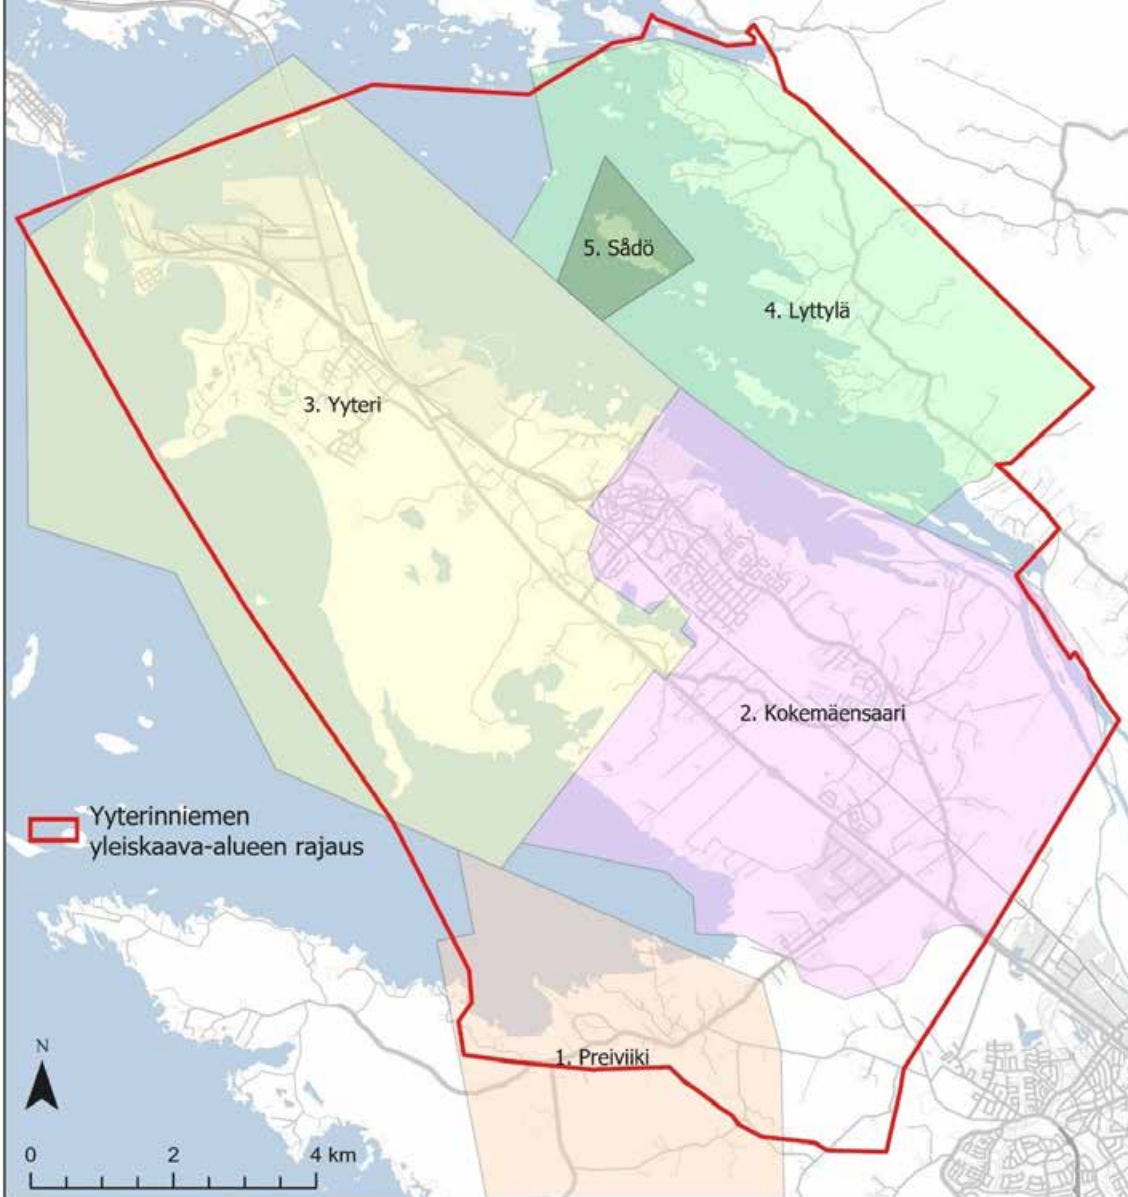 5. Sådö
4. Lyttylä
3. Yyteri
2. Kokemäensaari
Yyterinniemen
yleiskaava-alueen rajaus
1. Preiviiki
N
0 2 4 km